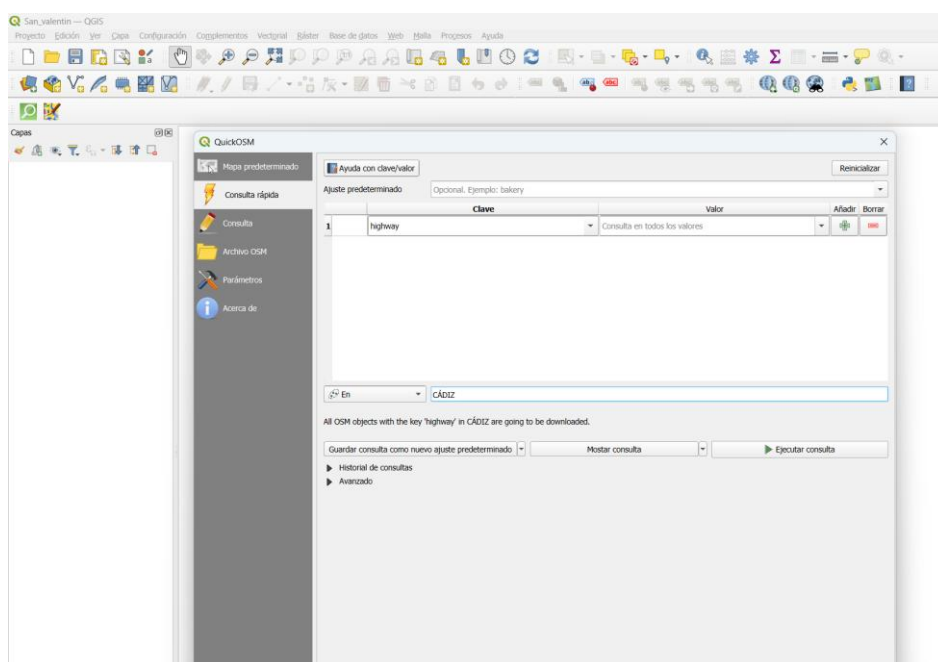 San_valentin — QGIS
Proyecto Edición Ver Capa Configuración Complementos Vectorial Ráster Base de datos Web Malla Procesos Ayuda
Capas
QuickOSM
Mapa predeterminado
Ayuda con clave/valor
Reinicializar
Consulta rápida
Ajuste predeterminado
Opcional. Ejemplo: bakery
Clave Valor Añadir Borrar
Consulta
1 highway Consulta en todos los valores
Archivo OSM
Parámetros
Acerca de
En CÁDIZ
All OSM objects with the key 'highway' in CÁDIZ are going to be downloaded.
Guardar consulta como nuevo ajuste predeterminado Mostar consulta Ejecutar consulta
Historial de consultas
Avanzado